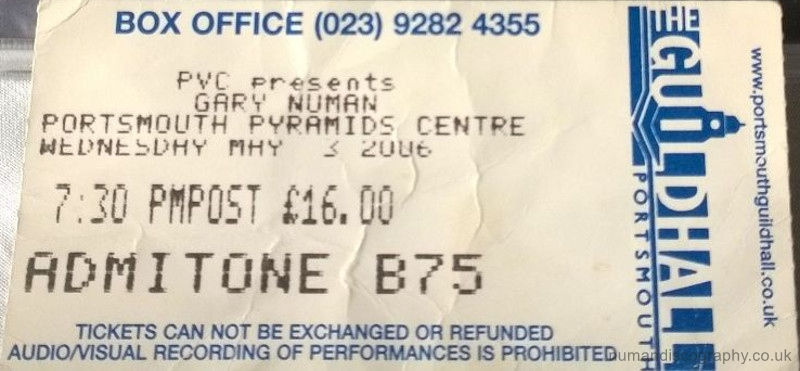 BOX OFFICE (023) 9282 4355
PVC presents
GARY NUMAN
PORTSMOUTH PYRAMIDS CENTRE
WEDNESDAY MAY 3 2006
7:30 PMPOST £16.00
ADMITONE B75
TICKETS CAN NOT BE EXCHANGED OR REFUNDED
AUDIO/VISUAL RECORDING OF PERFORMANCES IS PROHIBITED
THE GUILDHALL
PORTSMOUTH
www.portsmouthguildhall.co.uk
numandiscography.co.uk